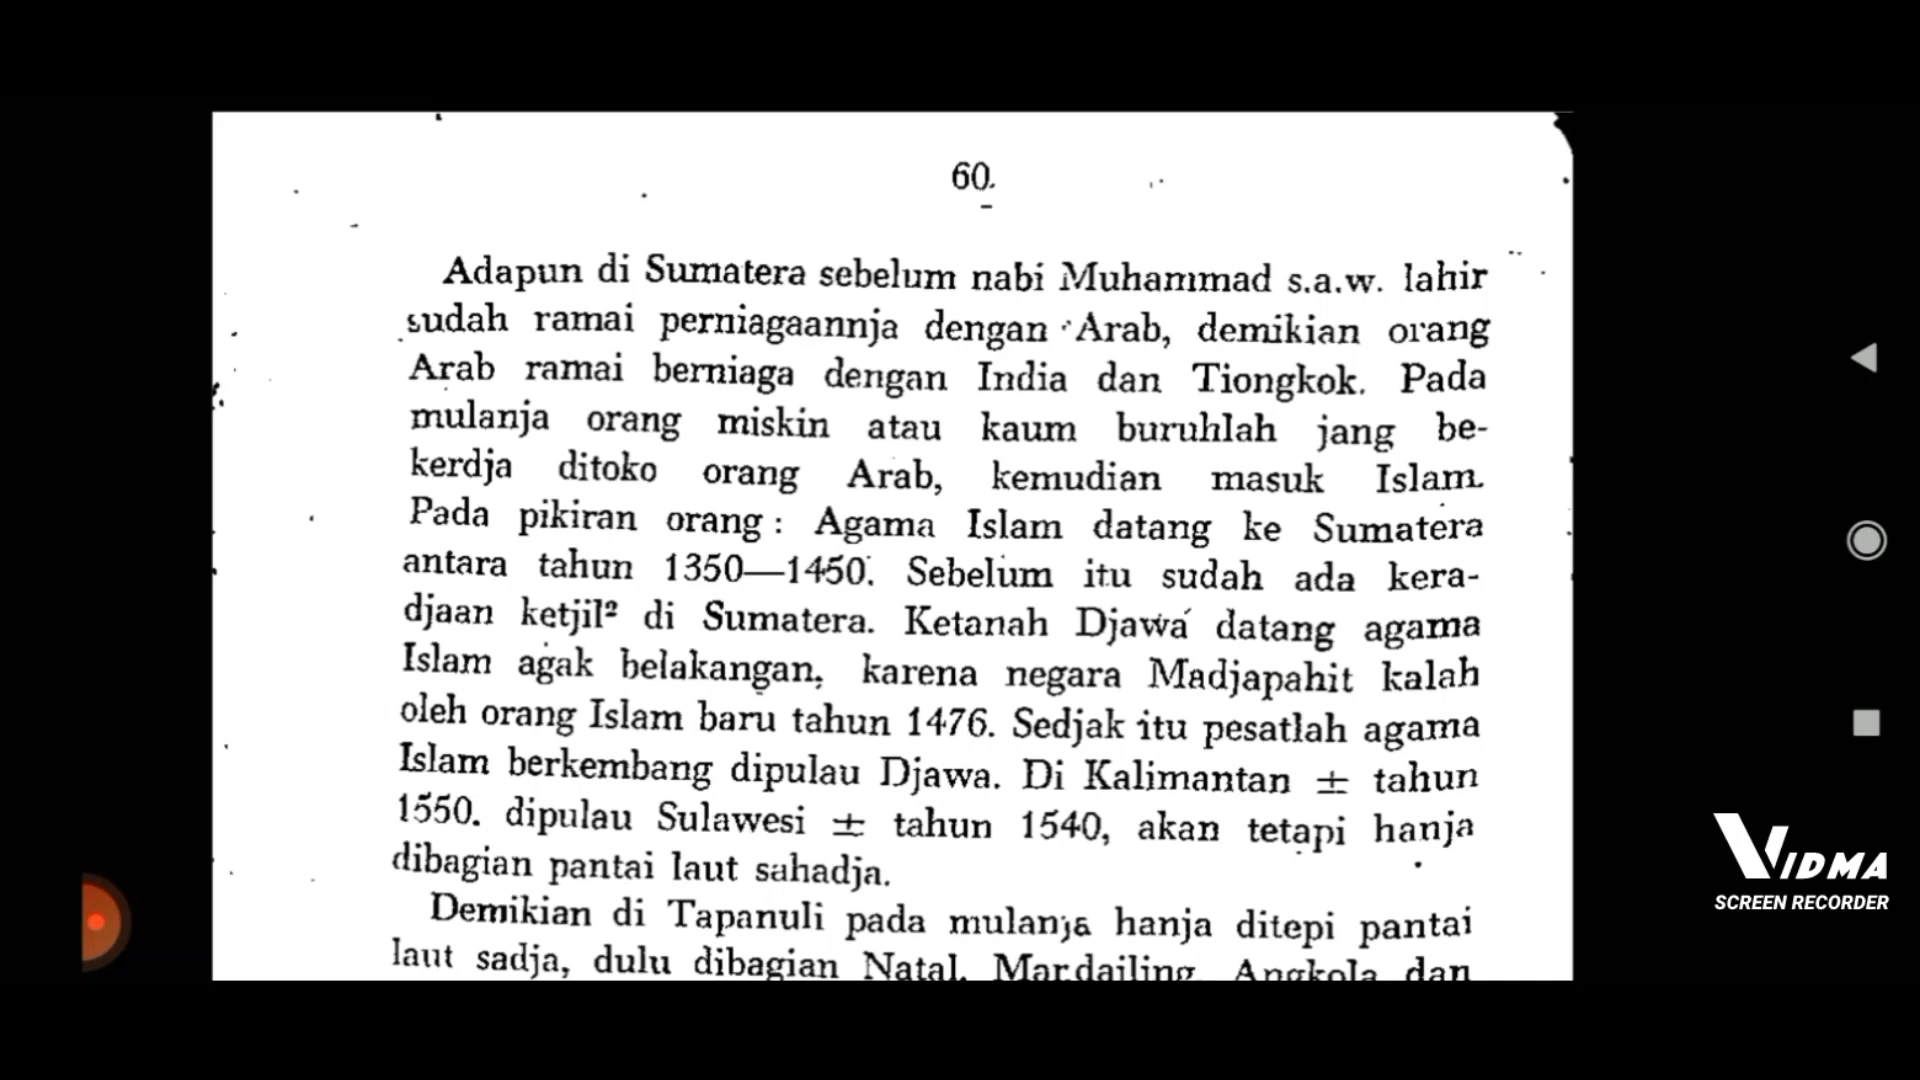 60.
Adapun di Sumatera sebelum nabi Muhammad s.a.w. lahir
sudah ramai perniagaannja dengan Arab, demikian orang
Arab ramai berniaga dengan India dan Tiongkok. Pada
mulanja orang miskin atau kaum buruhlah jang be-
kerdja ditoko orang Arab, kemudian masuk Islam.
Pada pikiran orang : Agama Islam datang ke Sumatera
antara tahun 1350—1450. Sebelum itu sudah ada kera-
djaan ketjil² di Sumatera. Ketanah Djawa datang agama
Islam agak belakangan, karena negara Madjapahit kalah
oleh orang Islam baru tahun 1476. Sedjak itu pesatlah agama
Islam berkembang dipulau Djawa. Di Kalimantan ± tahun
1550. dipulau Sulawesi ± tahun 1540, akan tetapi hanja
dibagian pantai laut sahadja.
Demikian di Tapanuli pada mulanja hanja ditepi pantai
laut sadja, dulu dibagian Natal, Mandailing, Angkola dan
VIDMA
SCREEN RECORDER